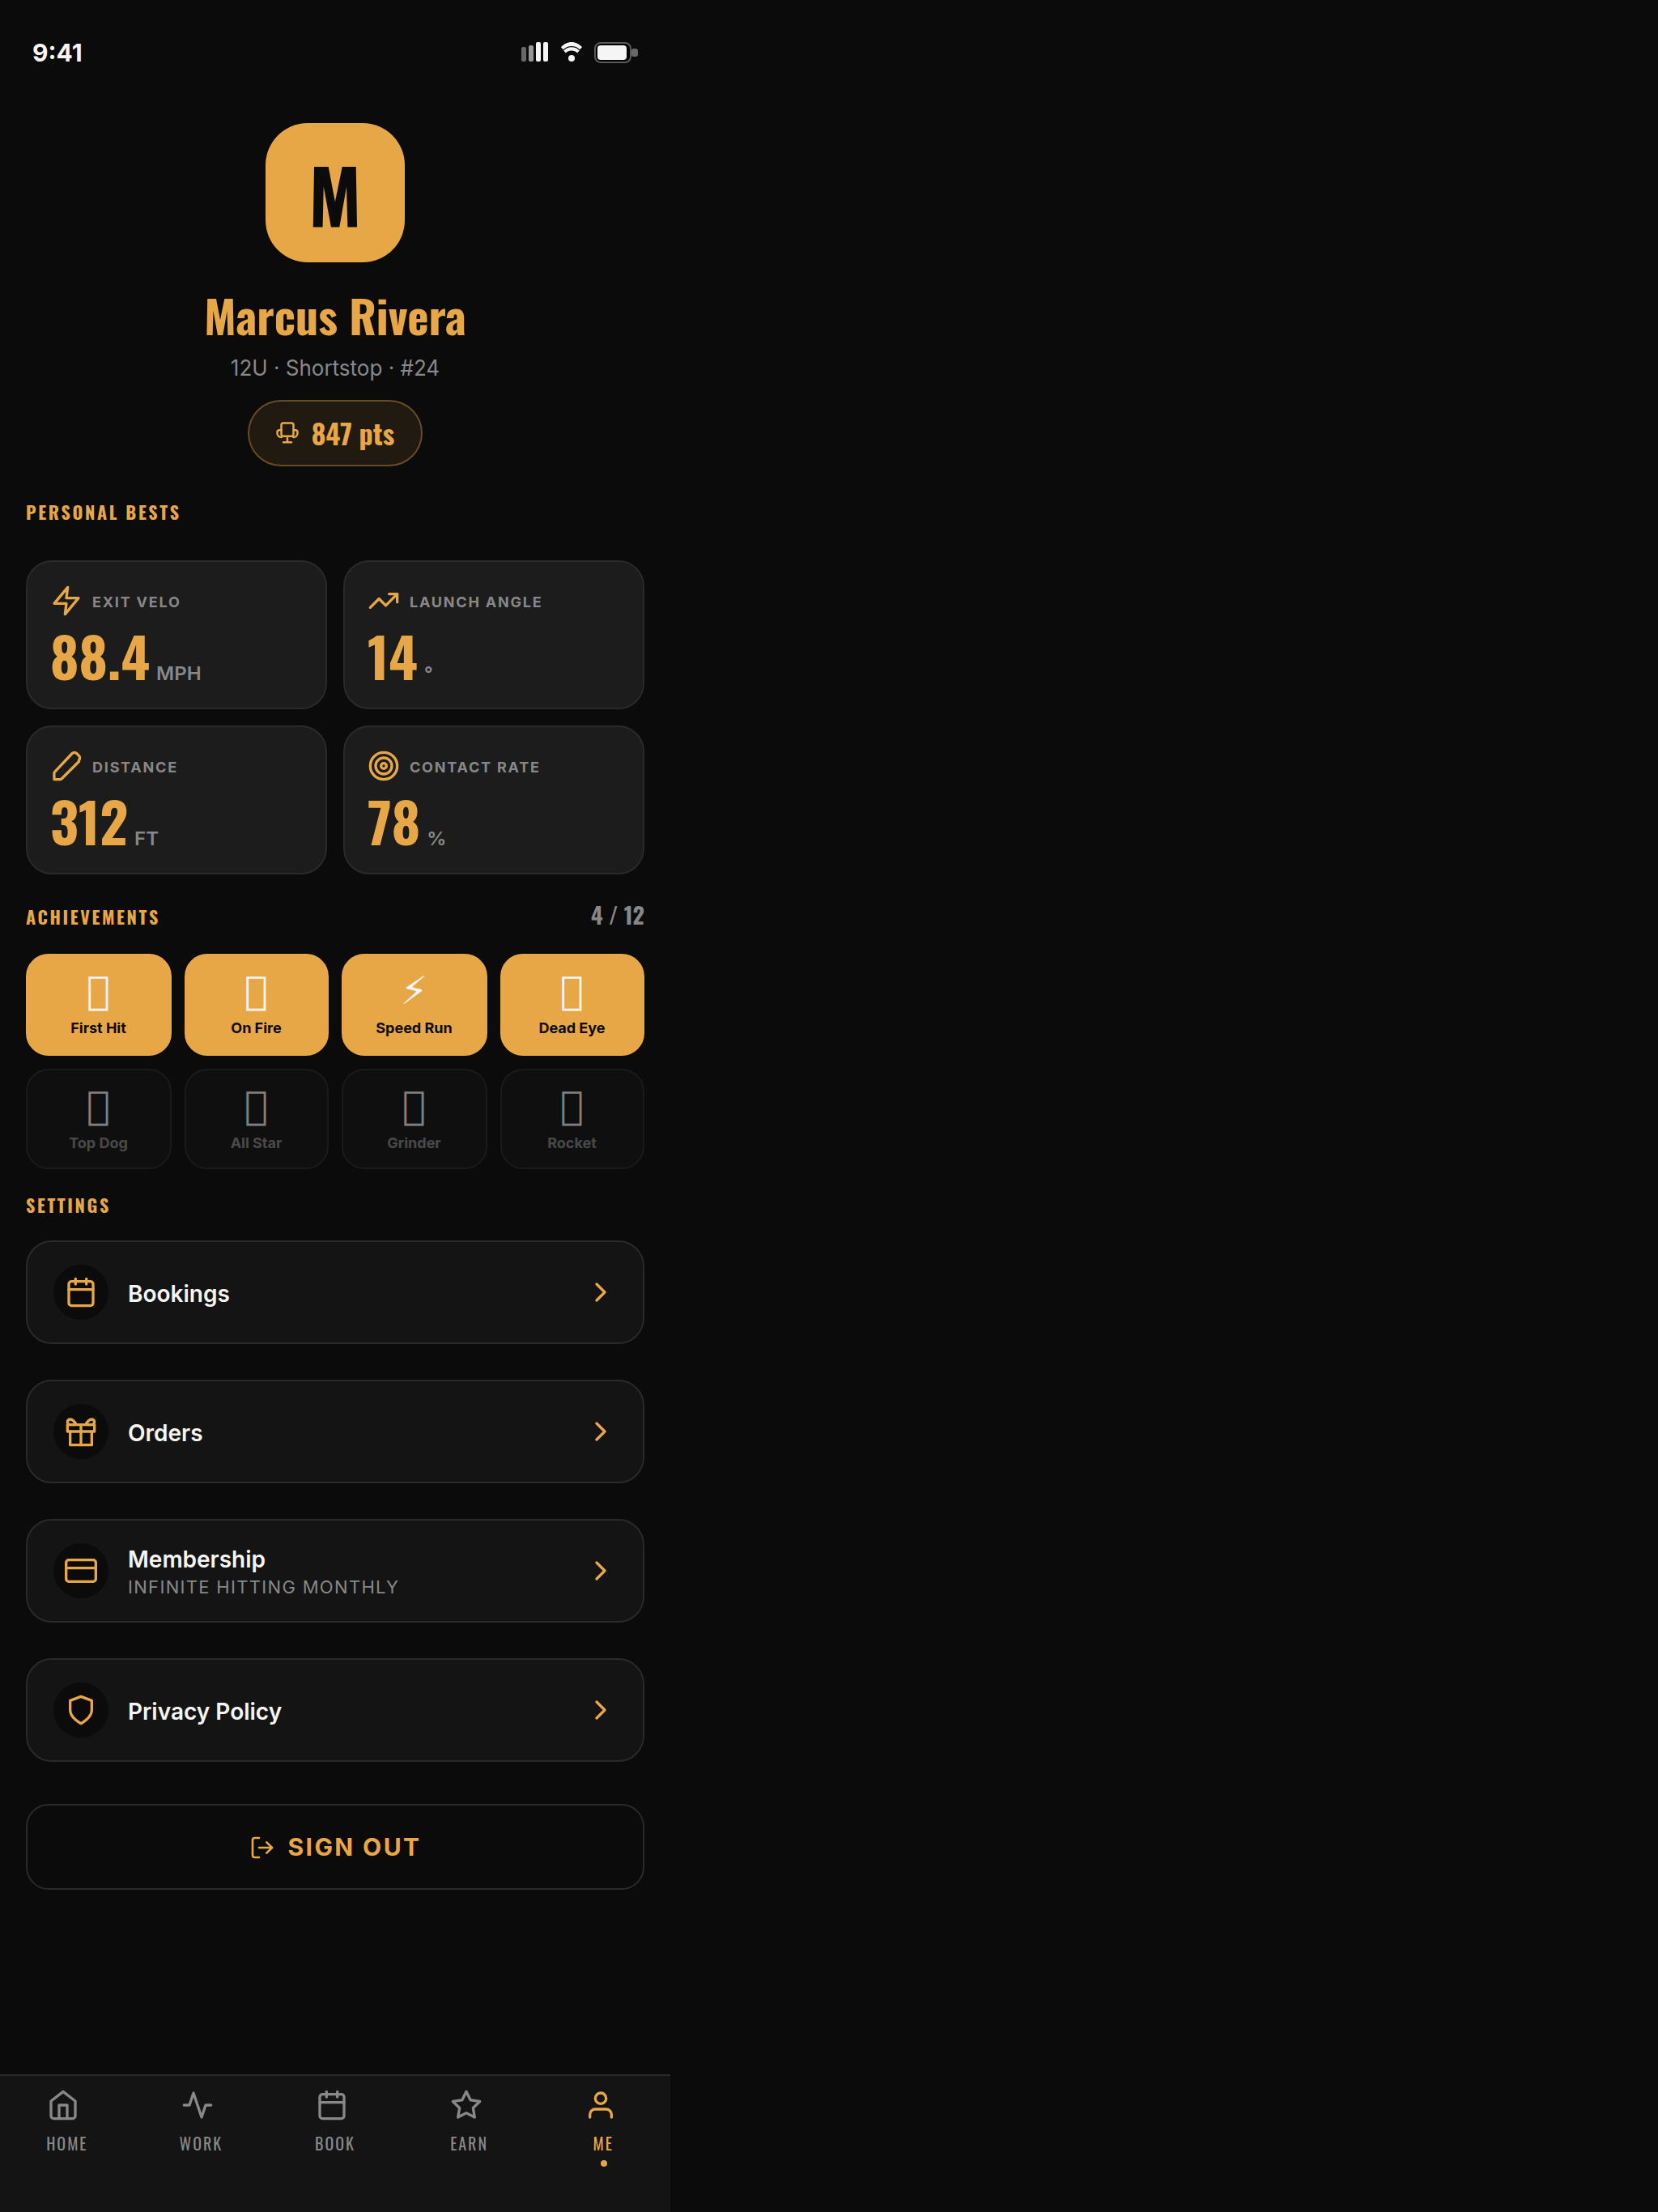 9:41
M
Marcus Rivera
12U · Shortstop · #24
847 pts
PERSONAL BESTS
EXIT VELO
88.4 MPH
LAUNCH ANGLE
14 °
DISTANCE
312 FT
CONTACT RATE
78 %
ACHIEVEMENTS
4 / 12
First Hit
On Fire
Speed Run
Dead Eye
Top Dog
All Star
Grinder
Rocket
SETTINGS
Bookings
Orders
Membership
INFINITE HITTING MONTHLY
Privacy Policy
SIGN OUT
HOME
WORK
BOOK
EARN
ME